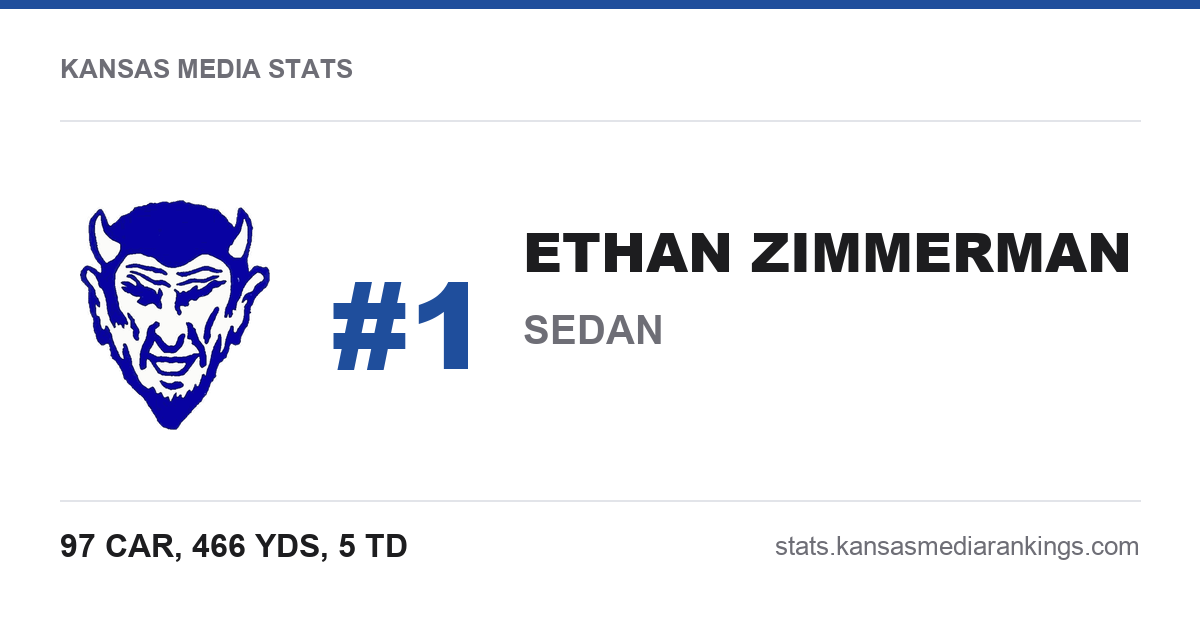 KANSAS MEDIA STATS
#1
ETHAN ZIMMERMAN
SEDAN
97 CAR, 466 YDS, 5 TD
stats.kansasmediarankings.com